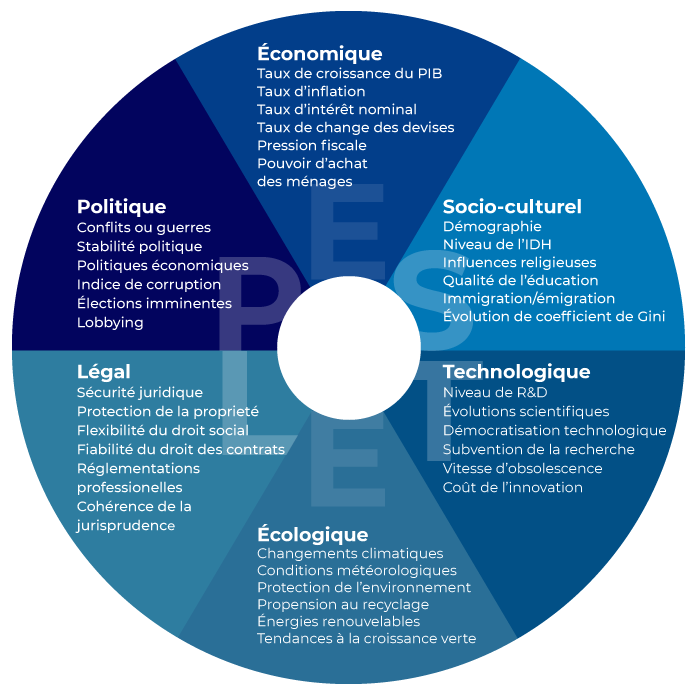 Économique
Taux de croissance du PIB
Taux d'inflation
Taux d'intérêt nominal
Taux de change des devises
Pression fiscale
Pouvoir d'achat
des ménages
Politique
Conflits ou guerres
Stabilité politique
Politiques économiques
Indice de corruption
Élections imminentes
Lobbying
Socio-culturel
Démographie
Niveau de l'IDH
Influences religieuses
Qualité de l'éducation
Immigration/émigration
Évolution de coefficient de Gini
P
E
S
T
E
L
Légal
Sécurité juridique
Protection de la proprieté
Flexibilité du droit social
Fiabilité du droit des contrats
Réglementations
professionelles
Cohérence de la
jurisprudence
Technologique
Niveau de R&D
Évolutions scientifiques
Démocratisation technologique
Subvention de la recherche
Vitesse d'obsolescence
Coût de l'innovation
Écologique
Changements climatiques
Conditions météorologiques
Protection de l'environnement
Propension au recyclage
Énergies renouvelables
Tendances à la croissance verte